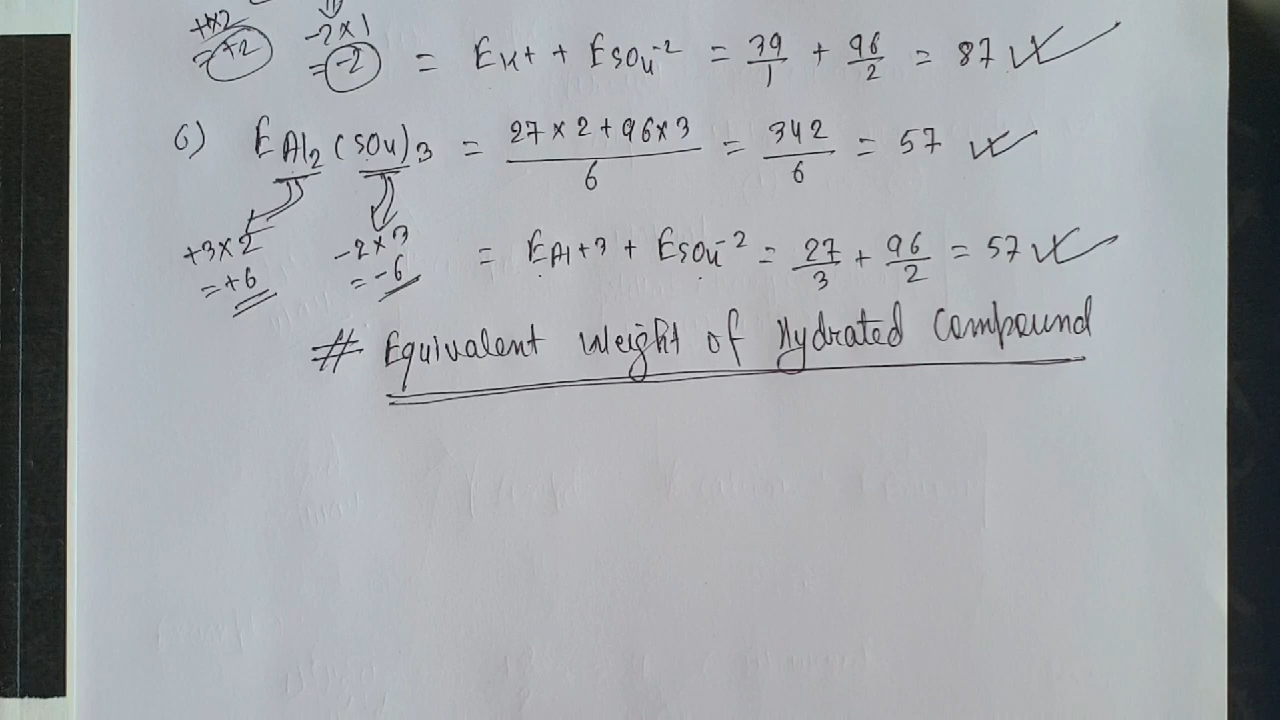 +1×2 -2×1
= +2 = -2 = EK+ + ESO4-2 = 39/1 + 96/2 = 87
6) EAl2(SO4)3 = 27×2+96×3/6 = 342/6 = 57
+3×2 -2×3
= +6 = -6 = EAl+3 + ESO4-2 = 27/3 + 96/2 = 57
# Equivalent Weight of Hydrated Compound